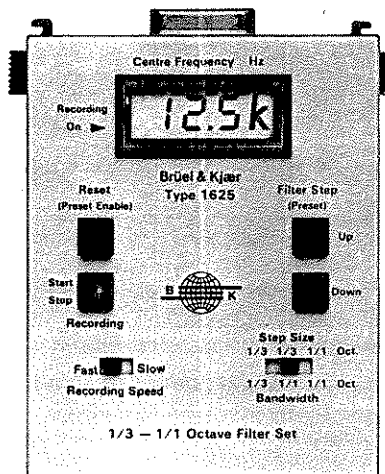 Centre Frequency Hz
Recording
On
12.5k
Brüel & Kjær
Type 1625
Reset
(Preset Enable)
Filter Step
(Preset)
Up
Start
Stop
B K
Down
Recording
Step Size
1/3 1/3 1/1 Oct.
Fast Slow
1/3 1/1 1/1 Oct.
Recording Speed
Bandwidth
1/3 – 1/1 Octave Filter Set